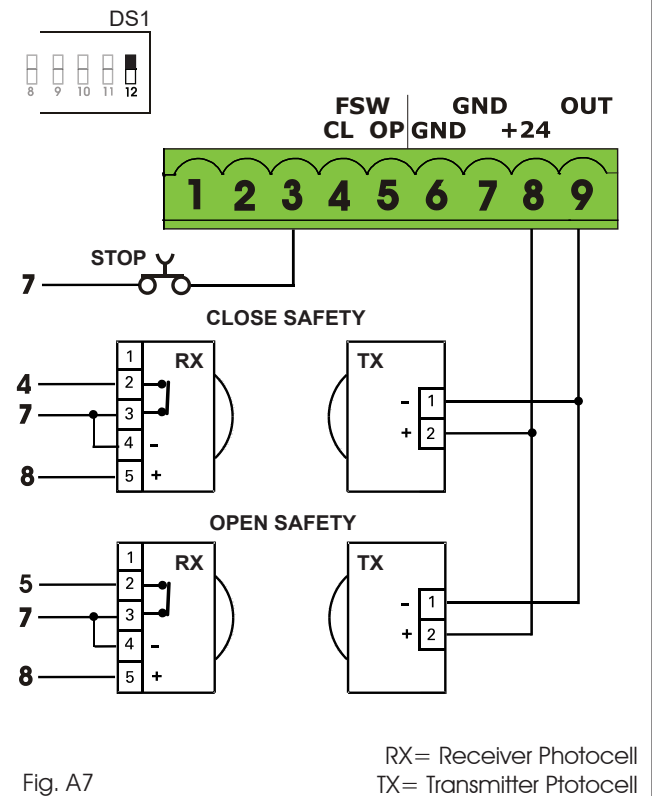 DS1
8 9 10 11 12
FSW GND OUT
CL OP GND +24
1 2 3 4 5 6 7 8 9
STOP
7
CLOSE SAFETY
1 RX TX
4 2
- 1
7 3
+ 2
4 -
8 5 +
OPEN SAFETY
1 RX TX
5 2
- 1
7 3
+ 2
4 -
8 5 +
RX= Receiver Photocell
Fig. A7 TX= Transmitter Ptotocell